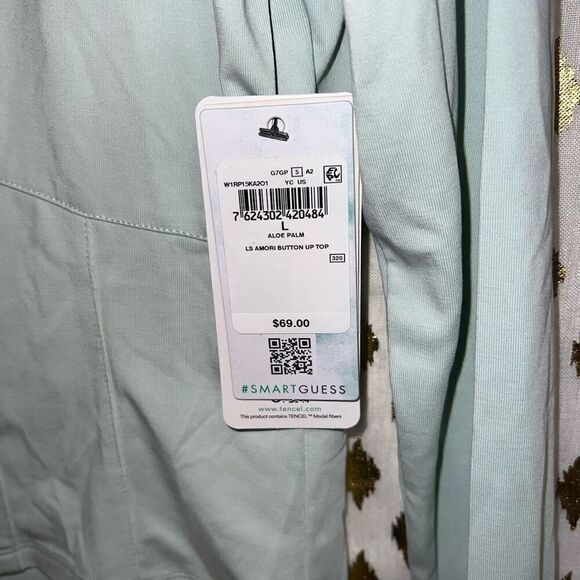 G7GP 5 A2
W1RP15KA2O1 YC US
7 624302 420484
L
ALOE PALM
LS AMORI BUTTON UP TOP
320
$69.00
#SMARTGUESS
www.tencel.com
This product contains TENCEL™ Modal fibers